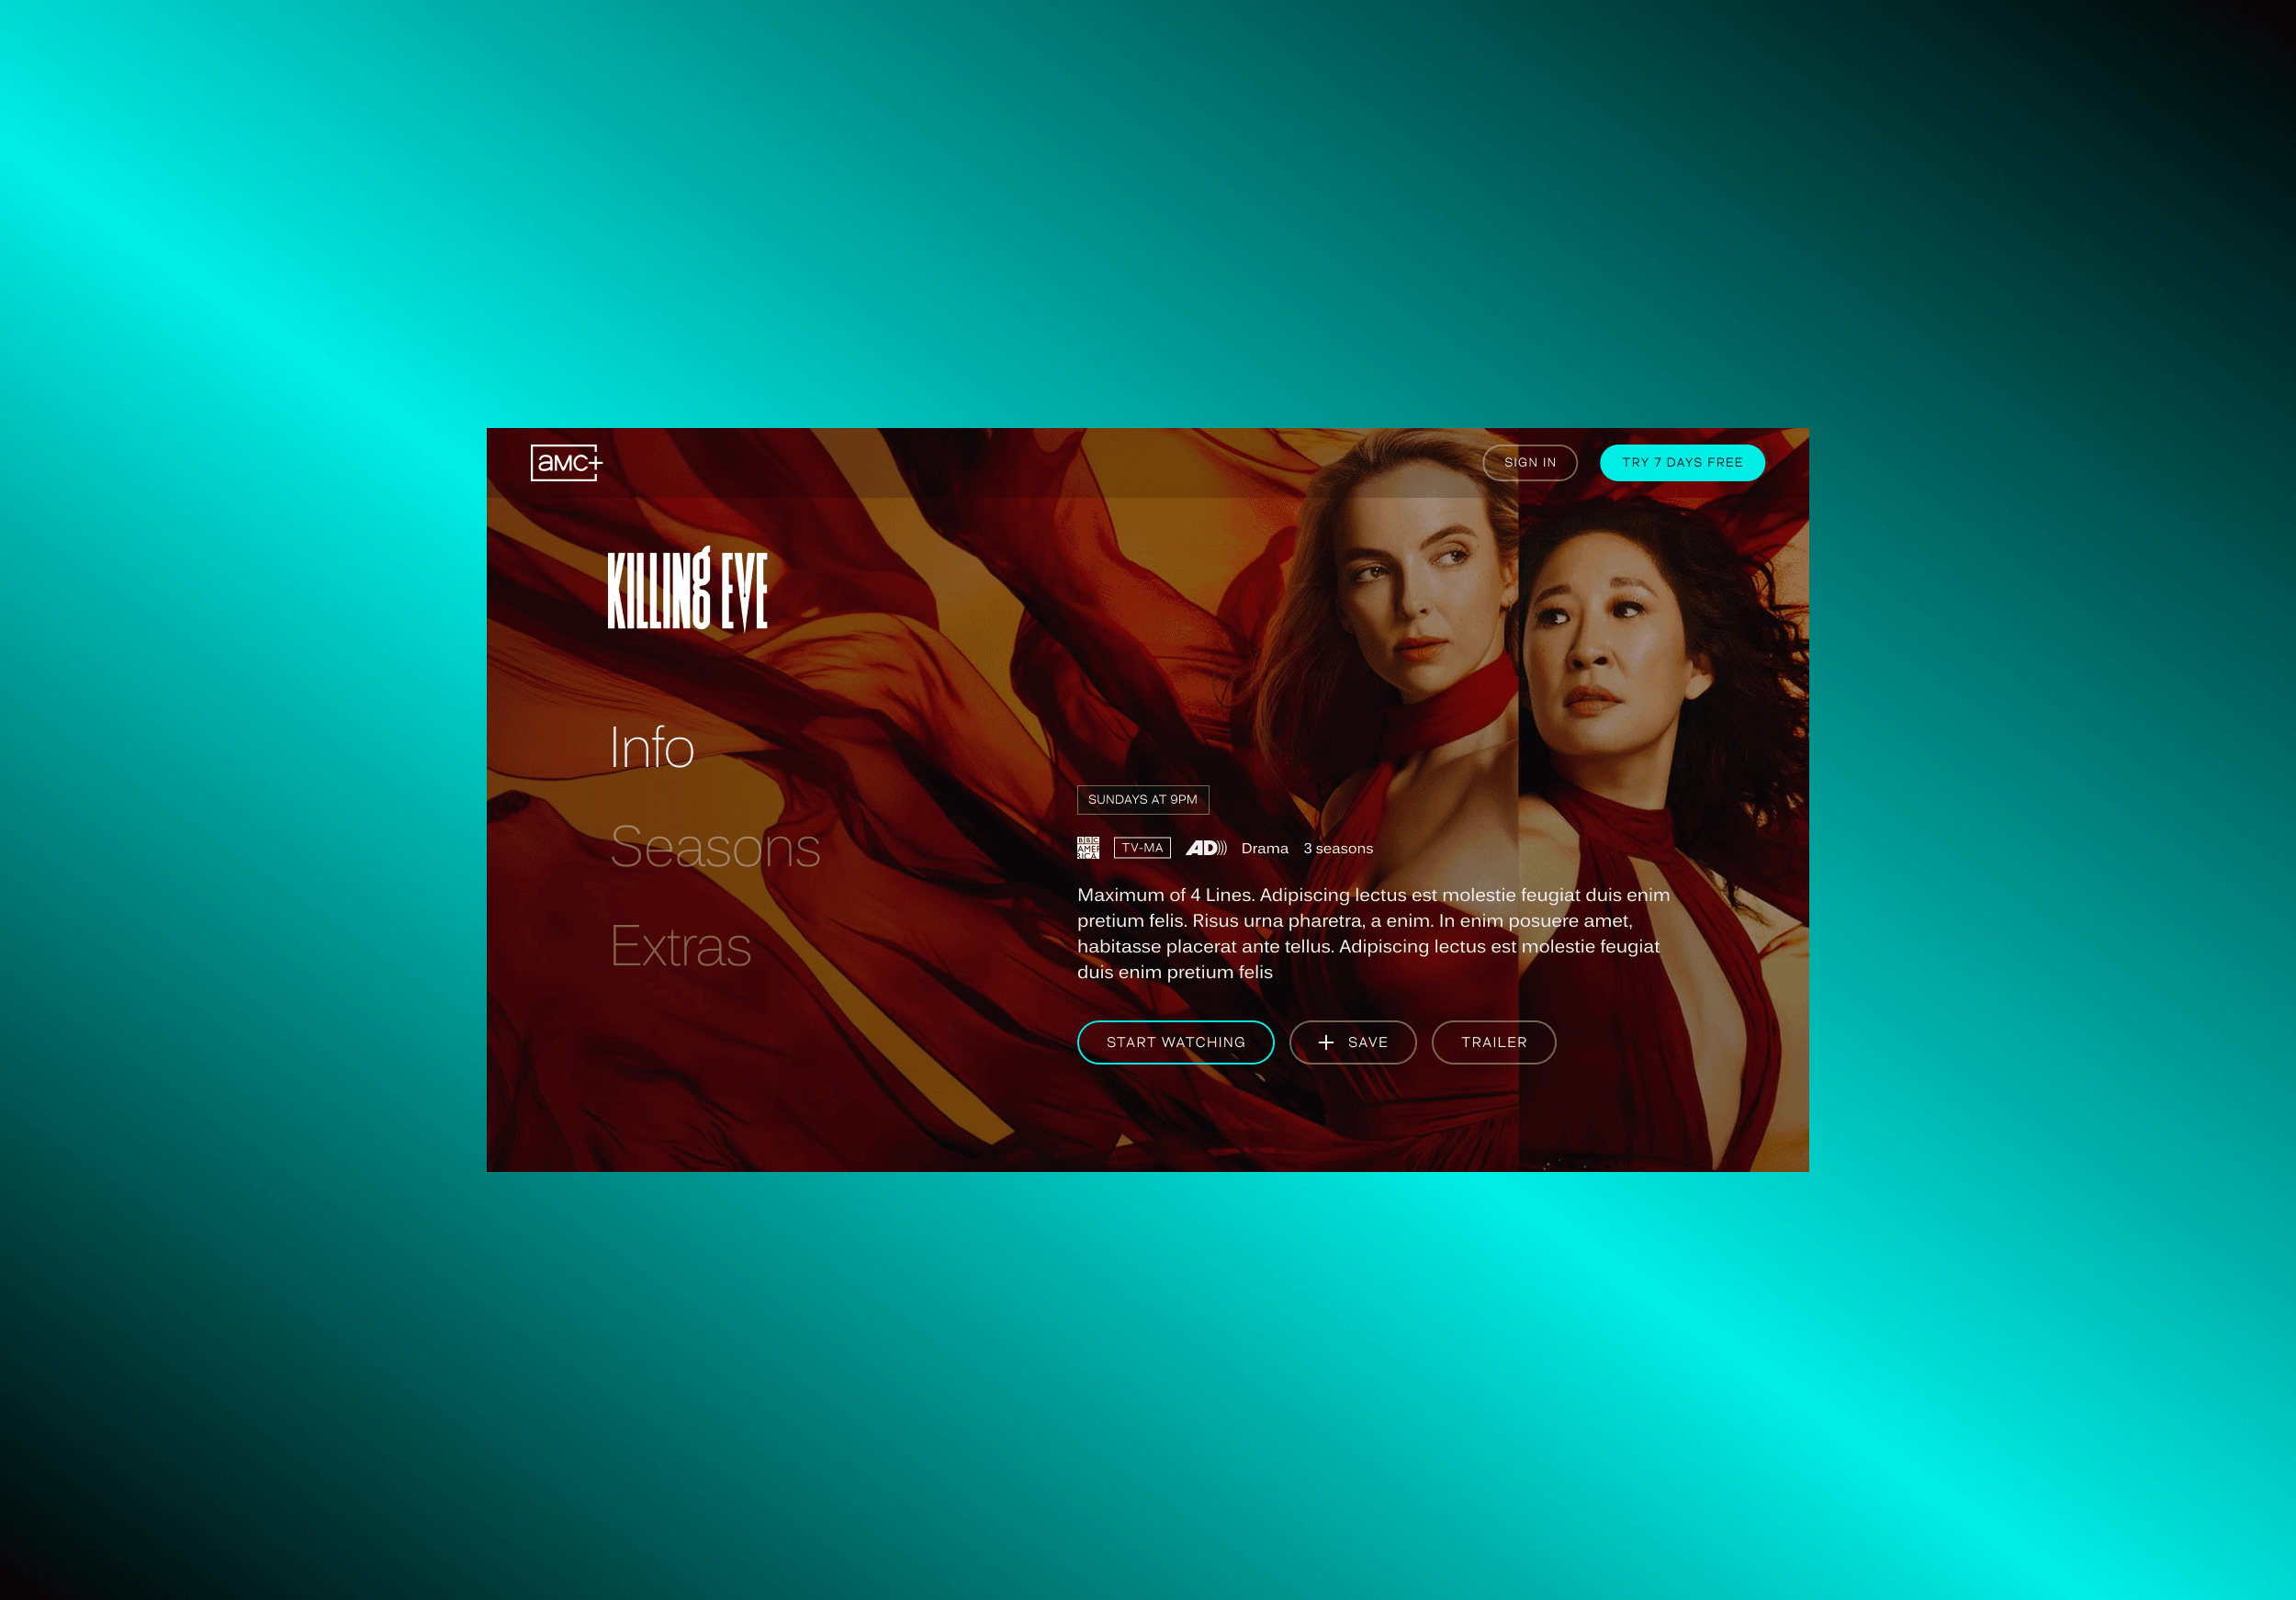 aMC+
SIGN IN
TRY 7 DAYS FREE
KILLINg EVE
Info
Seasons
Extras
SUNDAYS AT 9PM
BBC
AMERICA
TV-MA AD))) Drama 3 seasons
Maximum of 4 Lines. Adipiscing lectus est molestie feugiat duis enim
pretium felis. Risus urna pharetra, a enim. In enim posuere amet,
habitasse placerat ante tellus. Adipiscing lectus est molestie feugiat
duis enim pretium felis
START WATCHING
+ SAVE
TRAILER